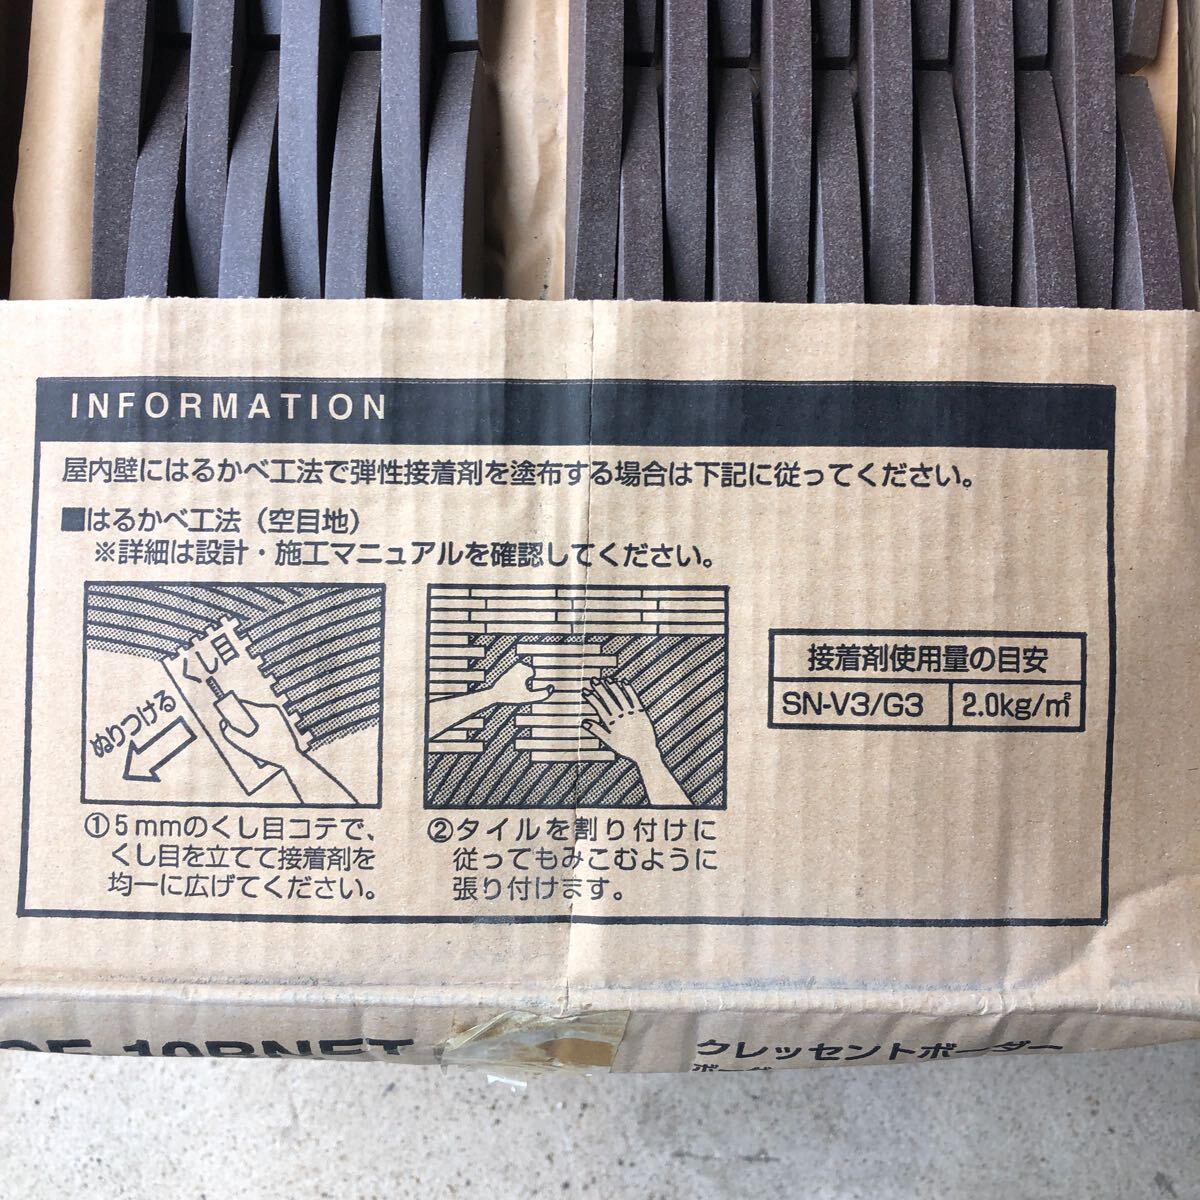 INFORMATION
屋内壁にはるかべ工法で弾性接着剤を塗布する場合は下記に従ってください。
■はるかべ工法（空目地）
※詳細は設計・施工マニュアルを確認してください。
くし目
ぬりつける
①5mmのくし目コテで、
くし目を立てて接着剤を
均一に広げてください。
②タイルを割り付けに
従ってもみこむように
張り付けます。
接着剤使用量の目安
SN-V3/G3 2.0kg/㎡
10BNET
クレッセントボーダー